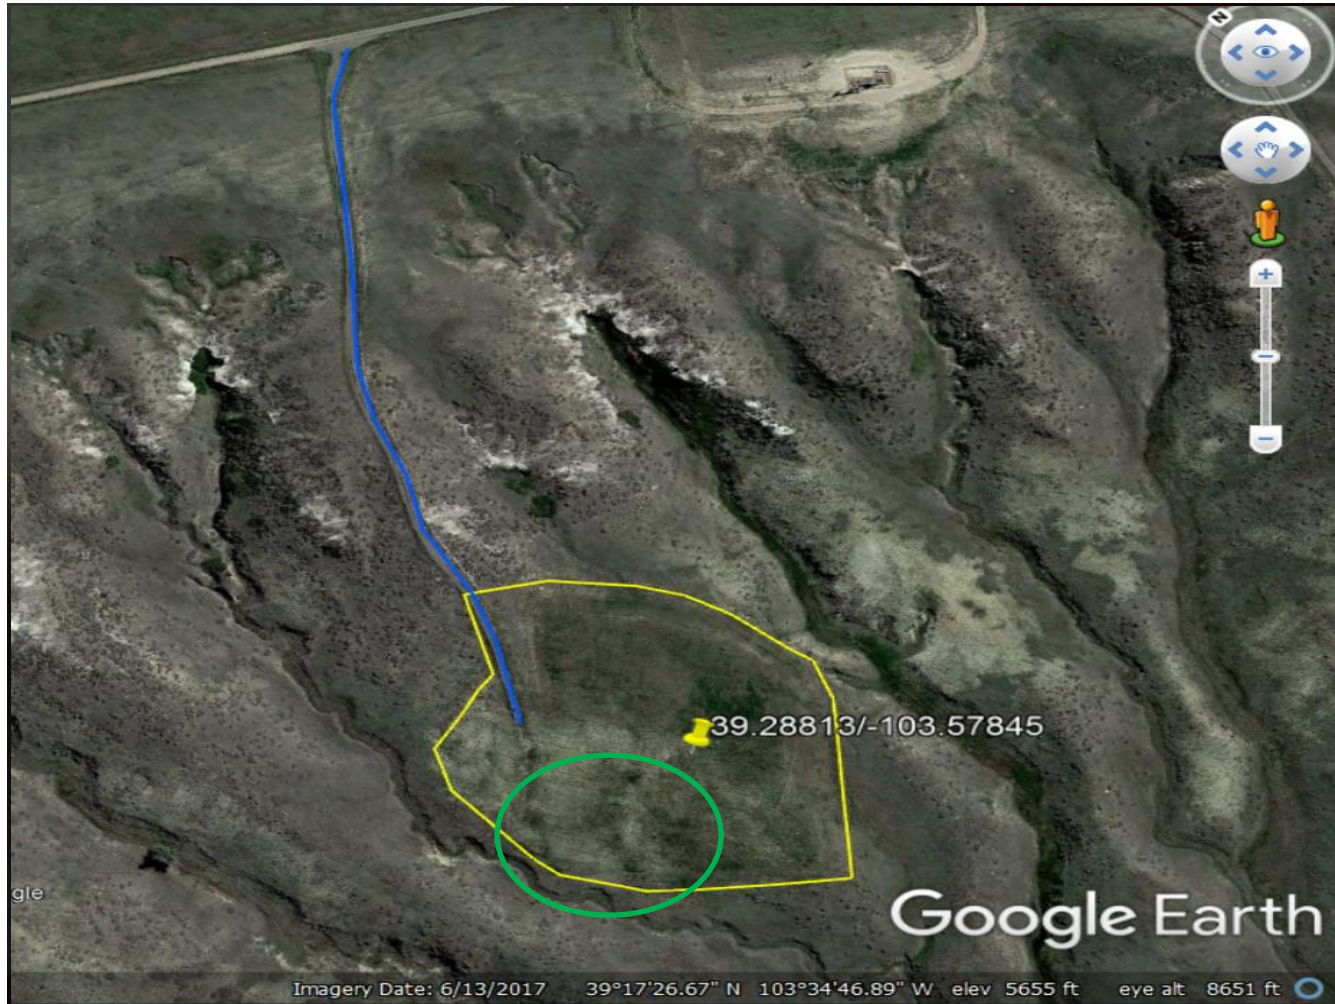 N
39.28813/-103.57845
gle
Google Earth
Imagery Date: 6/13/2017 39°17'26.67" N 103°34'46.89" W elev 5655 ft eye alt 8651 ft